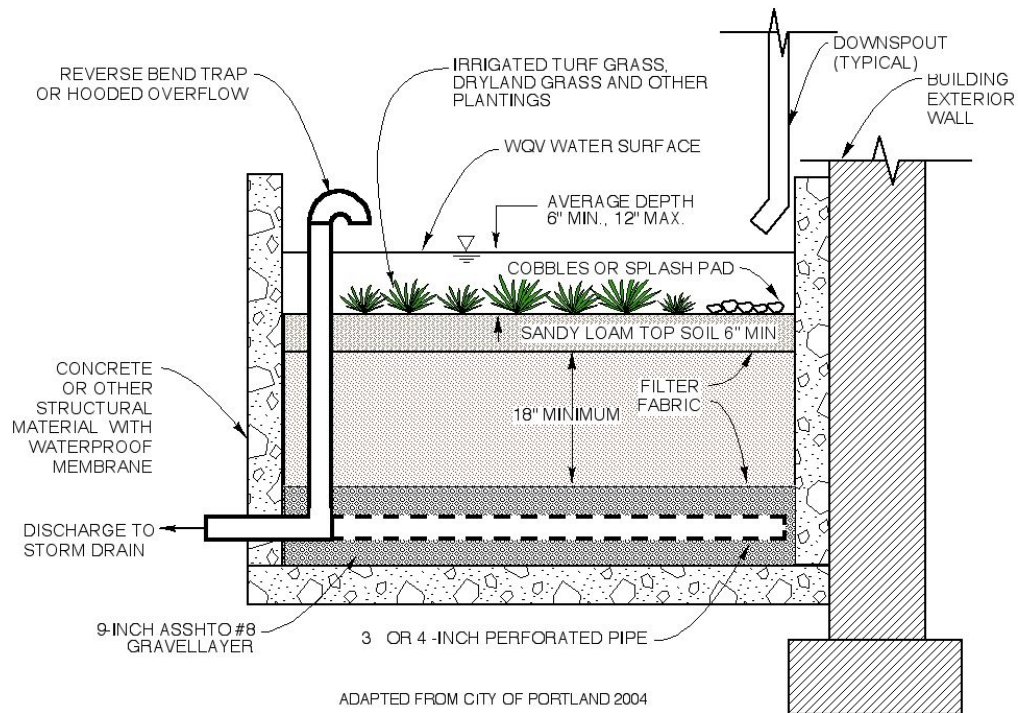 REVERSE BEND TRAP
OR HOODED OVERFLOW
IRRIGATED TURF GRASS,
DRYLAND GRASS AND OTHER
PLANTINGS
DOWNSPOUT
(TYPICAL)
BUILDING
EXTERIOR
WALL
WQV WATER SURFACE
AVERAGE DEPTH
6" MIN., 12" MAX.
COBBLES OR SPLASH PAD
SANDY LOAM TOP SOIL 6" MIN
CONCRETE
OR OTHER
STRUCTURAL
MATERIAL WITH
WATERPROOF
MEMBRANE
18" MINIMUM
FILTER
FABRIC
DISCHARGE TO
STORM DRAIN
9-INCH ASSHTO #8
GRAVELLAYER
3 OR 4 -INCH PERFORATED PIPE
ADAPTED FROM CITY OF PORTLAND 2004